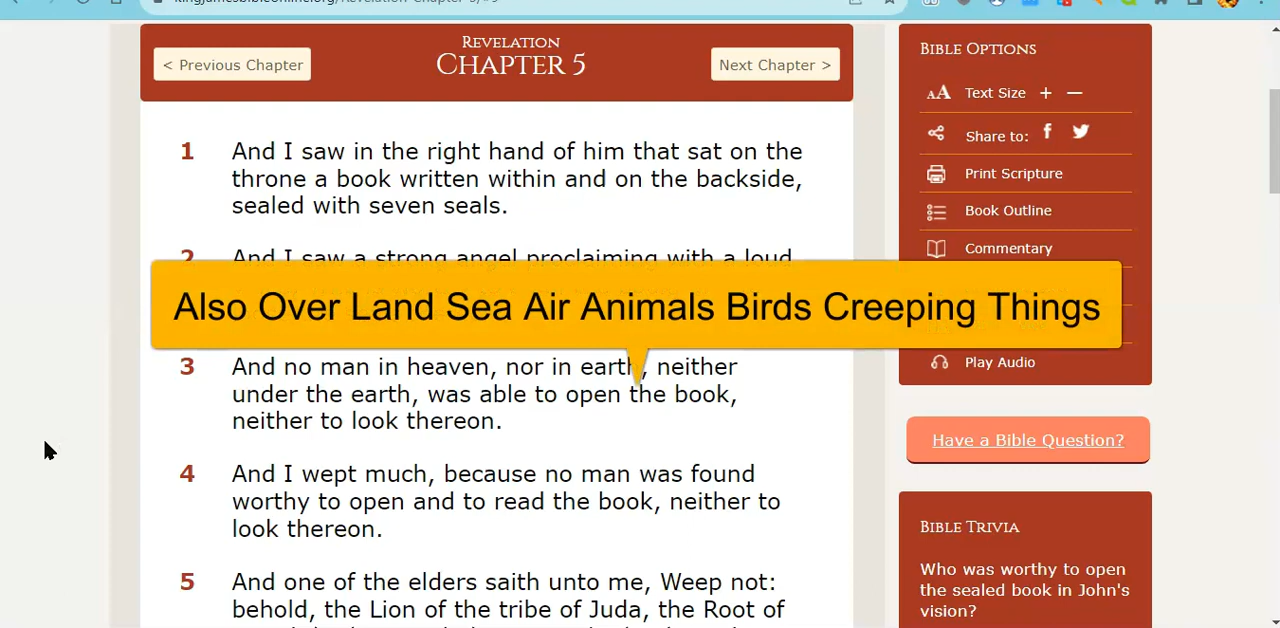 REVELATION
CHAPTER 5
< Previous Chapter
Next Chapter >
1 And I saw in the right hand of him that sat on the
throne a book written within and on the backside,
sealed with seven seals.
2 And I saw a strong angel proclaiming with a loud
Also Over Land Sea Air Animals Birds Creeping Things
3 And no man in heaven, nor in earth, neither
under the earth, was able to open the book,
neither to look thereon.
4 And I wept much, because no man was found
worthy to open and to read the book, neither to
look thereon.
5 And one of the elders saith unto me, Weep not:
behold, the Lion of the tribe of Juda, the Root of
BIBLE OPTIONS
AA Text Size + —
Share to: f
Print Scripture
Book Outline
Commentary
Play Audio
Have a Bible Question?
BIBLE TRIVIA
Who was worthy to open
the sealed book in John's
vision?